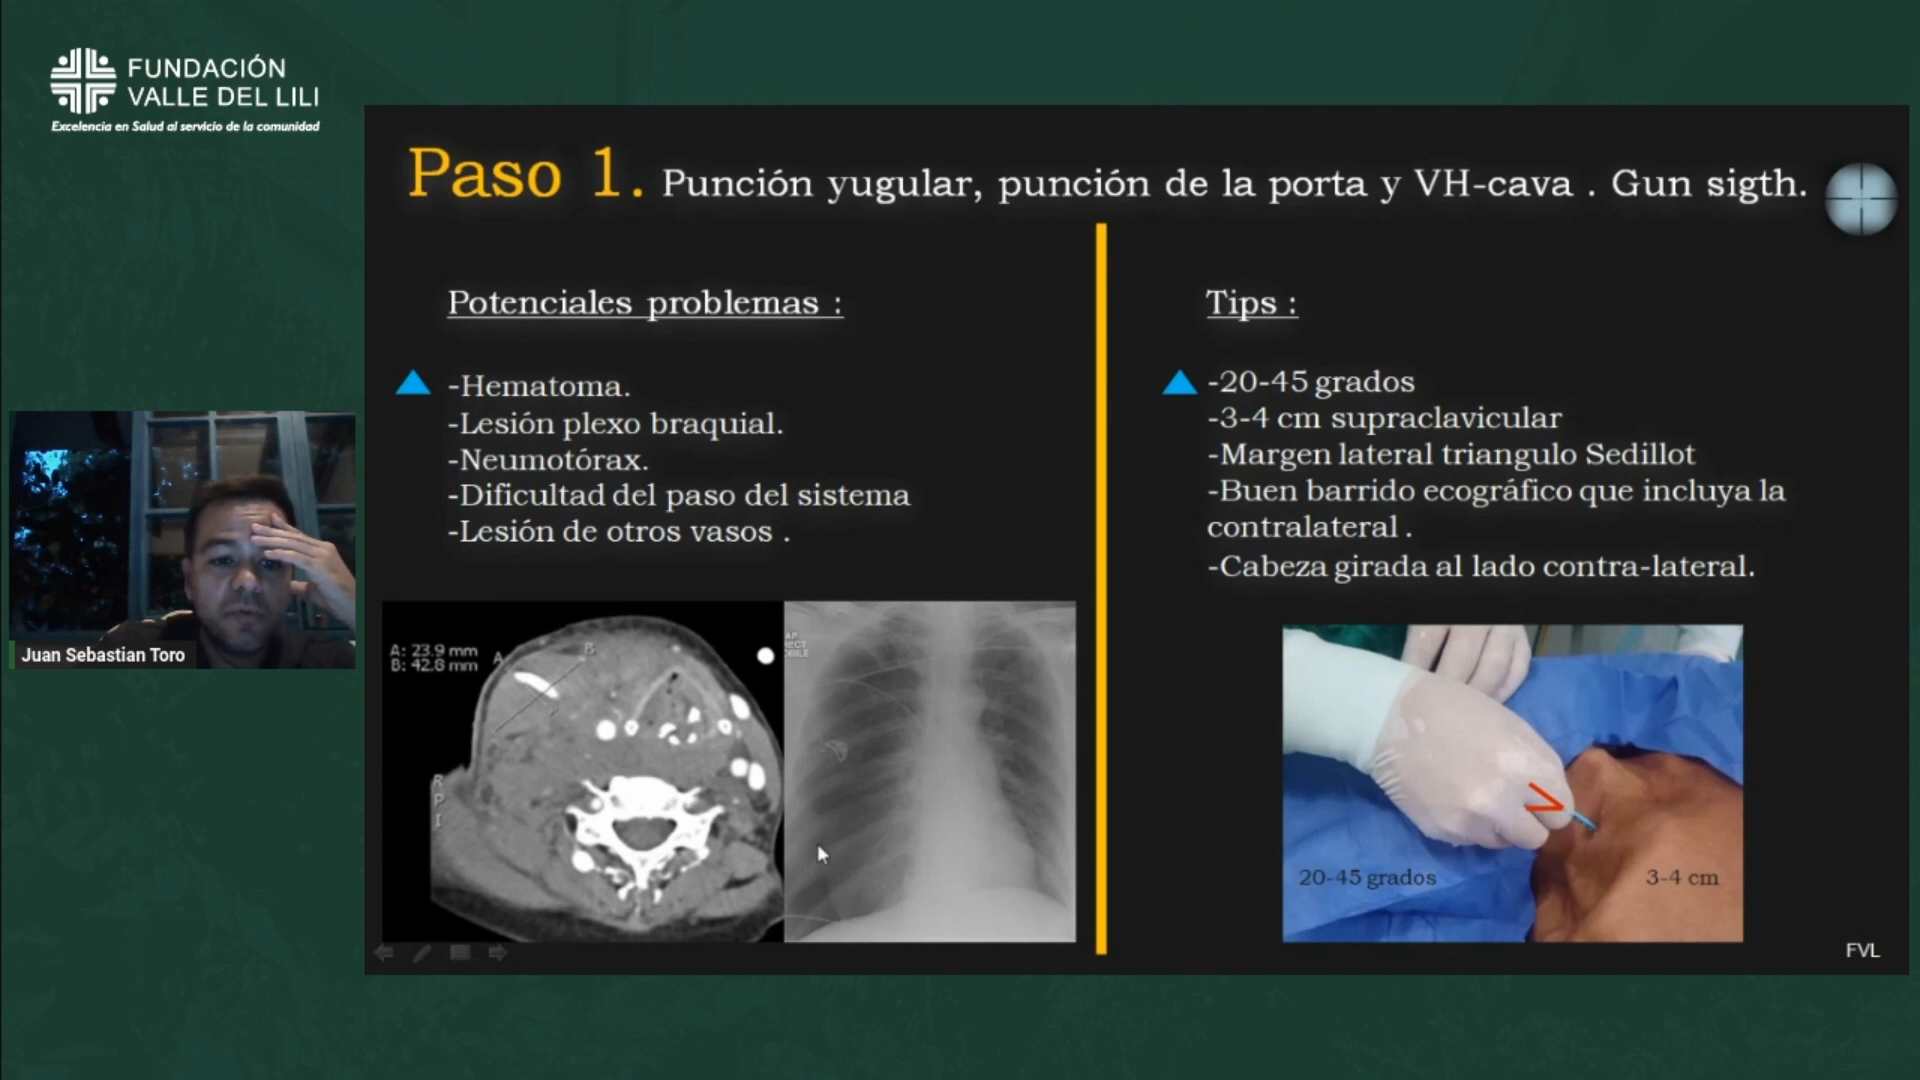 FUNDACIÓN
VALLE DEL LILI
Excelencia en Salud al servicio de la comunidad
Paso 1. Punción yugular, punción de la porta y VH-cava . Gun sigth.
Potenciales problemas :
-Hematoma.
-Lesión plexo braquial.
-Neumotórax.
-Dificultad del paso del sistema
-Lesión de otros vasos .
Tips :
-20-45 grados
-3-4 cm supraclavicular
-Margen lateral triangulo Sedillot
-Buen barrido ecográfico que incluya la
contralateral .
-Cabeza girada al lado contra-lateral.
Juan Sebastian Toro
A: 23.9 mm
B: 42.8 mm
A
B
R
P
I
AP
20-45 grados
3-4 cm
FVL